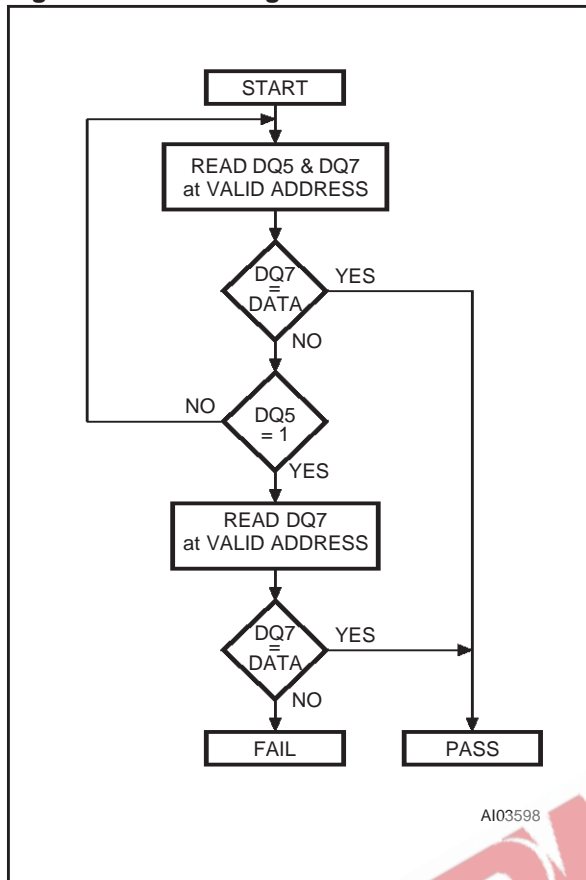 START
READ DQ5 & DQ7
at VALID ADDRESS
DQ7
=
DATA
YES
NO
DQ5
= 1
NO
YES
READ DQ7
at VALID ADDRESS
DQ7
=
DATA
YES
NO
FAIL
PASS
AI03598